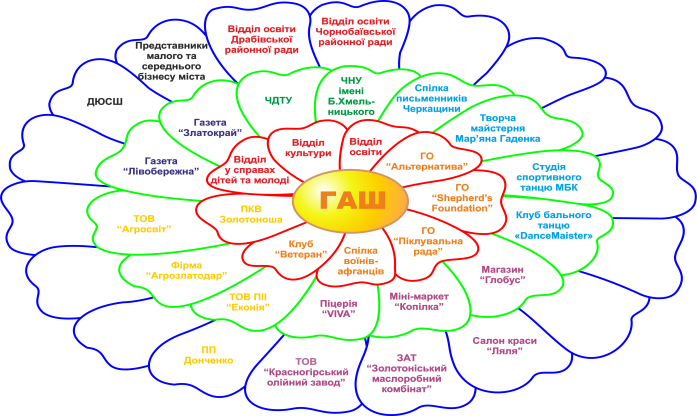 Відділ освіти
Драбівської
районної ради
Відділ освіти
Чорнобаївської
районної ради
Представники
малого та
середнього
бізнесу міста
ДЮСШ
Газета
“Златокрай”
ЧДТУ
ЧНУ
імені
Б.Хмель-
ницького
Спілка
письменників
Черкащини
Творча
майстерня
Мар’яна Гаденка
Газета
“Лівобережна”
Відділ
у справах
дітей та молоді
Відділ
культури
Відділ
освіти
ГО
“Альтернатива”
Студія
спортивного
танцю МБК
ГАШ
ГО
“Shepherd’s
Foundation”
ПКВ
Золотоноша
ТОВ
“Агросвіт”
Клуб бального
танцю
«DanceMaister»
Клуб
“Ветеран”
Спілка
воїнів-
афганців
ГО
“Піклувальна
рада”
Фірма
“Агрозлатодар”
Магазин
“Глобус”
ТОВ ПІІ
“Еконія”
Піцерія
“VIVA”
Міні-маркет
“Копілка”
ПП
Донченко
ТОВ
“Красногірський
олійний завод”
ЗАТ
“Золотоніський
маслоробний
комбінат”
Салон краси
“Ляля”